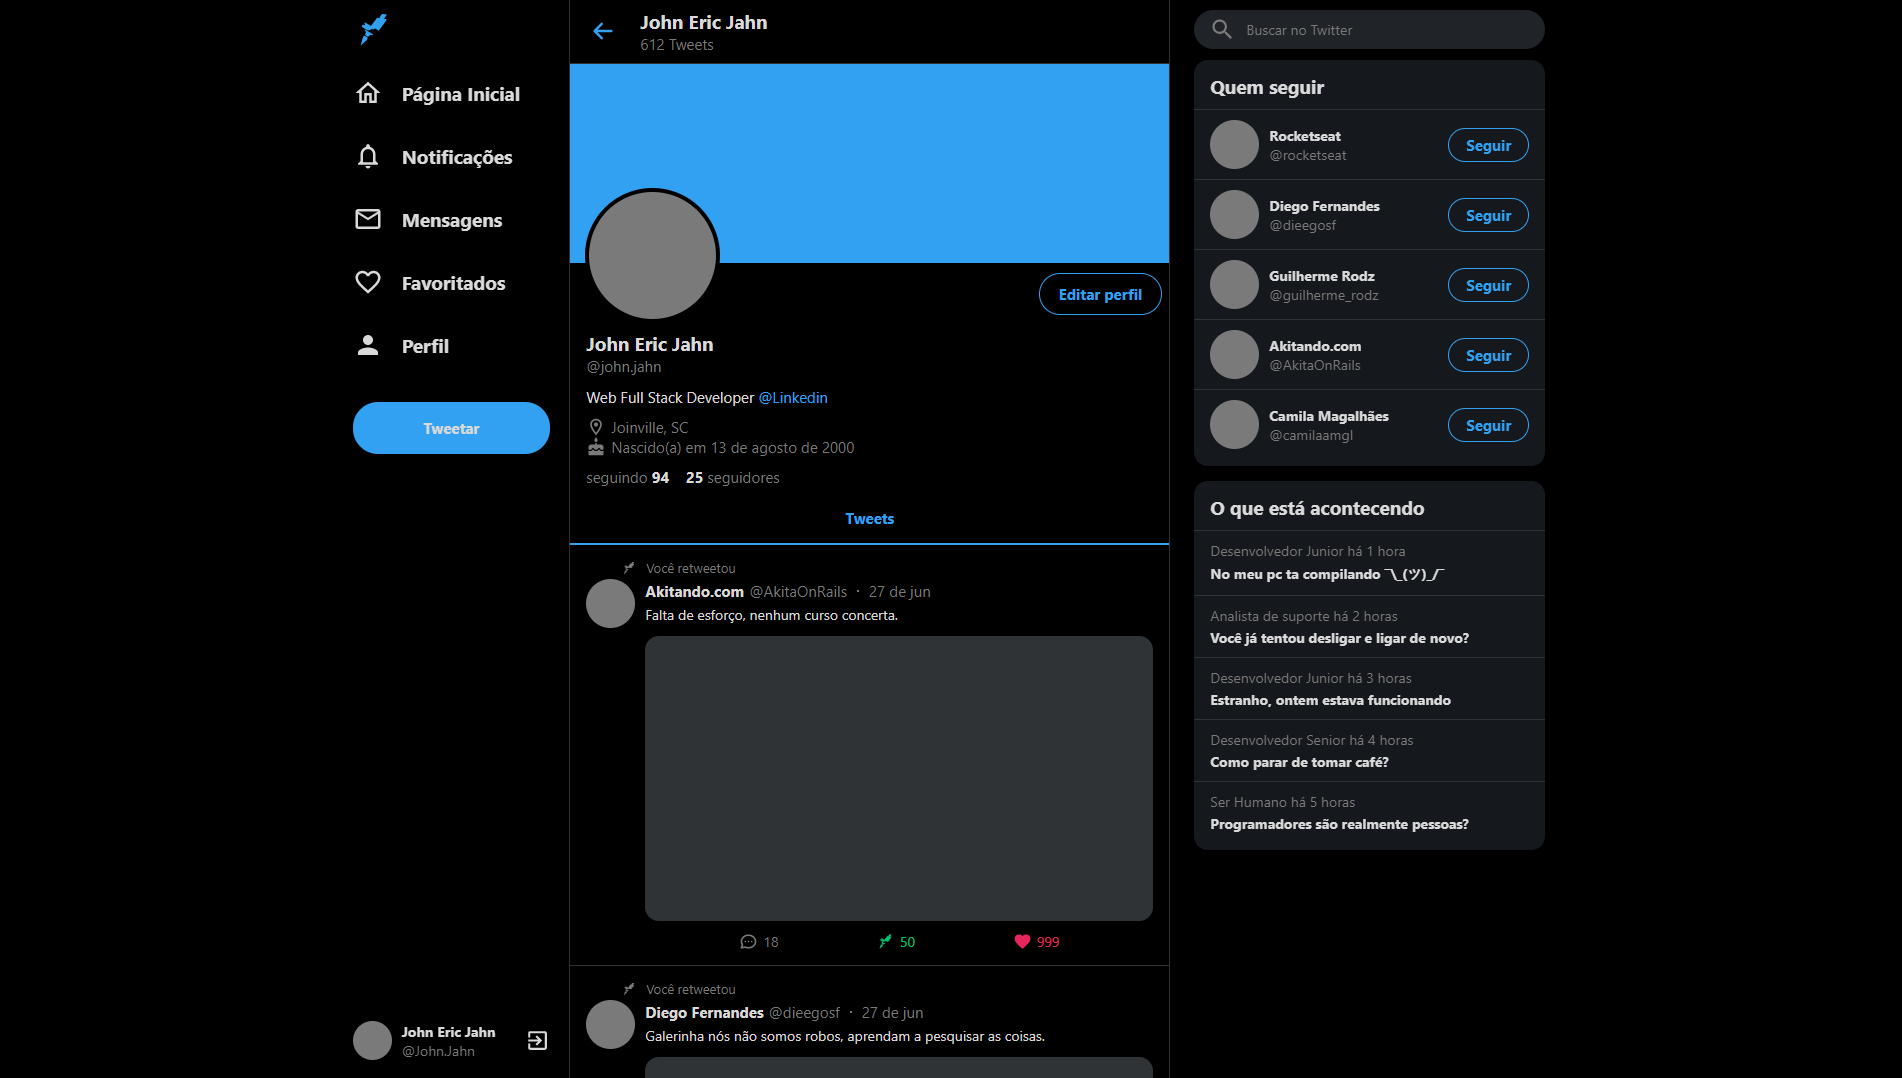 Página Inicial
Notificações
Mensagens
Favoritados
Perfil
Tweetar
John Eric Jahn
@John.Jahn
John Eric Jahn
612 Tweets
Editar perfil
John Eric Jahn
@john.jahn
Web Full Stack Developer @Linkedin
Joinville, SC
Nascido(a) em 13 de agosto de 2000
seguindo 94 25 seguidores
Tweets
Você retweetou
Akitando.com @AkitaOnRails · 27 de jun
Falta de esforço, nenhum curso concerta.
18 50 999
Você retweetou
Diego Fernandes @dieegosf · 27 de jun
Galerinha nós não somos robos, aprendam a pesquisar as coisas.
Buscar no Twitter
Quem seguir
Rocketseat
@rocketseat
Seguir
Diego Fernandes
@dieegosf
Seguir
Guilherme Rodz
@guilherme_rodz
Seguir
Akitando.com
@AkitaOnRails
Seguir
Camila Magalhães
@camilaamgl
Seguir
O que está acontecendo
Desenvolvedor Junior há 1 hora
No meu pc ta compilando ¯\_(ツ)_/¯
Analista de suporte há 2 horas
Você já tentou desligar e ligar de novo?
Desenvolvedor Junior há 3 horas
Estranho, ontem estava funcionando
Desenvolvedor Senior há 4 horas
Como parar de tomar café?
Ser Humano há 5 horas
Programadores são realmente pessoas?